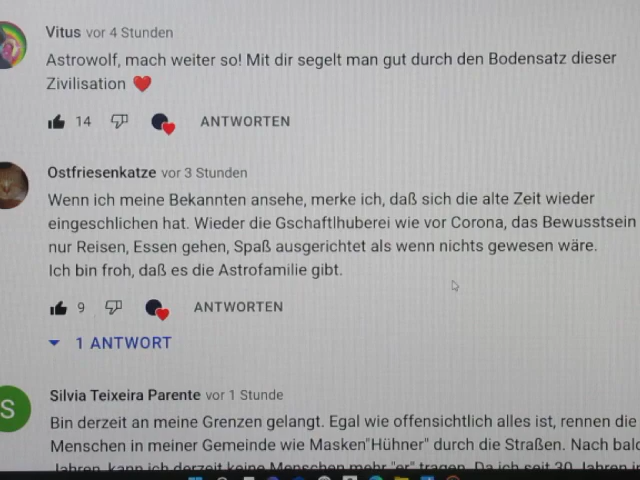 Vitus vor 4 Stunden
Astrowolf, mach weiter so! Mit dir segelt man gut durch den Bodensatz dieser
Zivilisation ❤️
14 ANTWORTEN
Ostfriesenkatze vor 3 Stunden
Wenn ich meine Bekannten ansehe, merke ich, daß sich die alte Zeit wieder
eingeschlichen hat. Wieder die Gschaftlhuberei wie vor Corona, das Bewusstsein
nur Reisen, Essen gehen, Spaß ausgerichtet als wenn nichts gewesen wäre.
Ich bin froh, daß es die Astrofamilie gibt.
9 ANTWORTEN
1 ANTWORT
S
Silvia Teixeira Parente vor 1 Stunde
Bin derzeit an meine Grenzen gelangt. Egal wie offensichtlich alles ist, rennen die
Menschen in meiner Gemeinde wie Masken"Hühner" durch die Straßen. Nach bald
Jahren, kann ich derzeit keine Menschen mehr "er" tragen. Da ich seit 30 Jahren